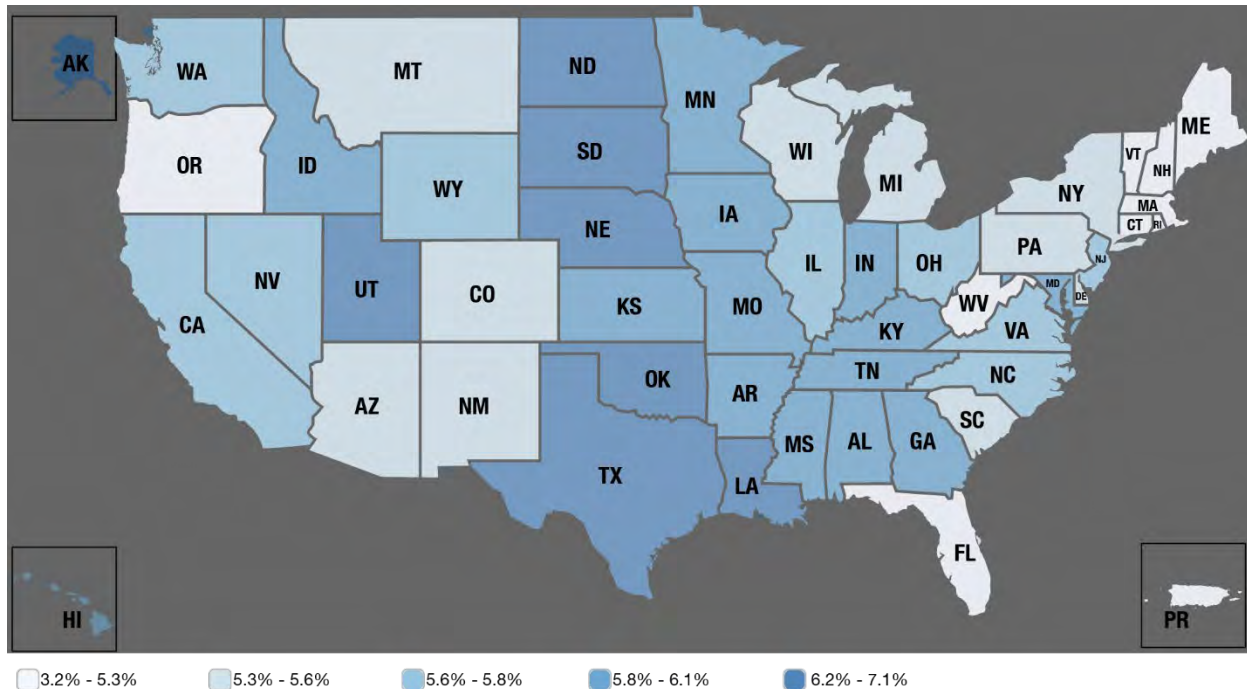 AK
WA
MT
ND
MN
ME
OR
ID
SD
WI
VT
NH
WY
MI
NY
MA
CT
RI
IA
NE
PA
NV
UT
CO
IL
IN
OH
NJ
MD
DE
CA
KS
MO
WV
VA
KY
TN
NC
AZ
NM
OK
AR
SC
MS
AL
GA
TX
LA
FL
HI
PR
3.2% - 5.3%
5.3% - 5.6%
5.6% - 5.8%
5.8% - 6.1%
6.2% - 7.1%